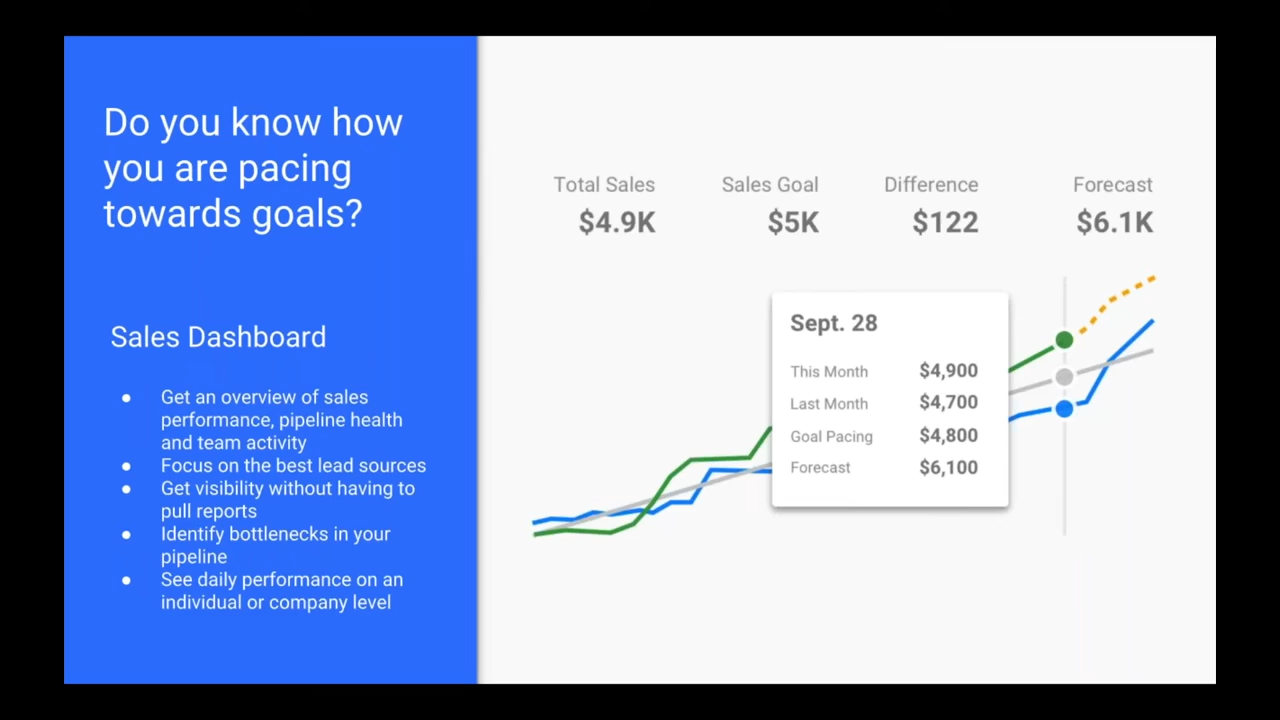 Do you know how
you are pacing
towards goals?
Sales Dashboard
● Get an overview of sales
performance, pipeline health
and team activity
● Focus on the best lead sources
● Get visibility without having to
pull reports
● Identify bottlenecks in your
pipeline
● See daily performance on an
individual or company level
Total Sales Sales Goal Difference Forecast
$4.9K $5K $122 $6.1K
Sept. 28
This Month $4,900
Last Month $4,700
Goal Pacing $4,800
Forecast $6,100